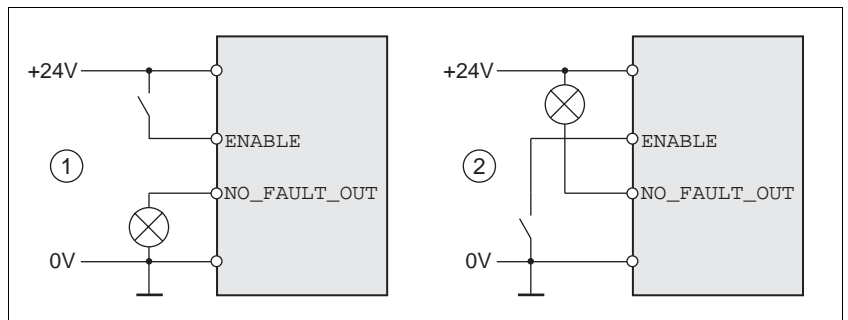 +24V
ENABLE
1
NO_FAULT_OUT
0V
+24V
ENABLE
2
NO_FAULT_OUT
0V